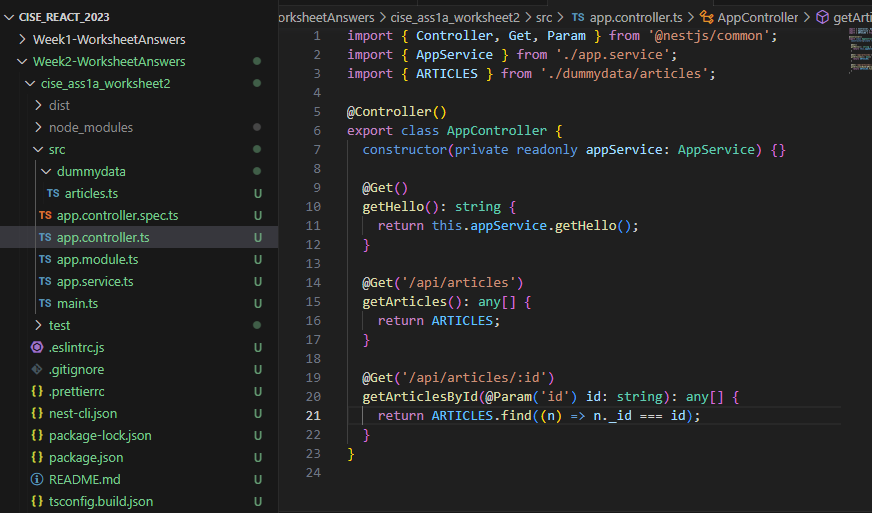 CISE_REACT_2023
Week1-WorksheetAnswers
Week2-WorksheetAnswers
cise_ass1a_worksheet2
dist
node_modules
src
dummydata
TS articles.ts U
TS app.controller.spec.ts U
TS app.controller.ts U
TS app.module.ts U
TS app.service.ts U
TS main.ts U
test
.eslintrc.js U
.gitignore U
{} .prettierrc U
{} nest-cli.json U
{} package-lock.json U
{} package.json U
README.md U
{} tsconfig.build.json U
orksheetAnswers > cise_ass1a_worksheet2 > src > TS app.controller.ts > AppController > getArti
1 import { Controller, Get, Param } from '@nestjs/common';
2 import { AppService } from './app.service';
3 import { ARTICLES } from './dummydata/articles';
4
5 @Controller()
6 export class AppController {
7 constructor(private readonly appService: AppService) {}
8
9 @Get()
10 getHello(): string {
11 return this.appService.getHello();
12 }
13
14 @Get('/api/articles')
15 getArticles(): any[] {
16 return ARTICLES;
17 }
18
19 @Get('/api/articles/:id')
20 getArticlesById(@Param('id') id: string): any[] {
21 return ARTICLES.find((n) => n._id === id);
22 }
23 }
24